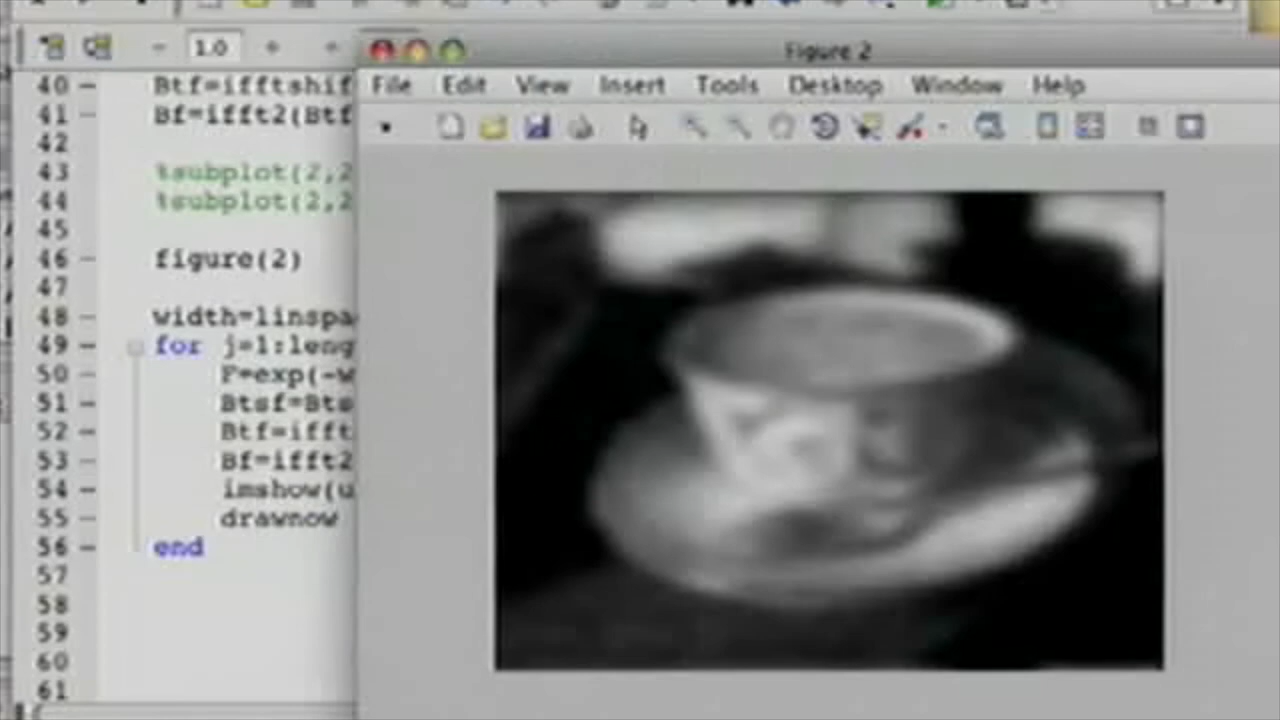 1.0
Figure 2
File Edit View Insert Tools Desktop Window Help
40 Btf=ifftshif
41 Bf=ifft2(Btf
42
43 %subplot(2,2
44 %subplot(2,2
45
46 figure(2)
47
48 width=linspa
49 for j=1:leng
50 F=exp(-w
51 Btsf=Bts
52 Btf=ifft
53 Bf=ifft2
54 imshow(u
55 drawnow
56 end
57
58
59
60
61